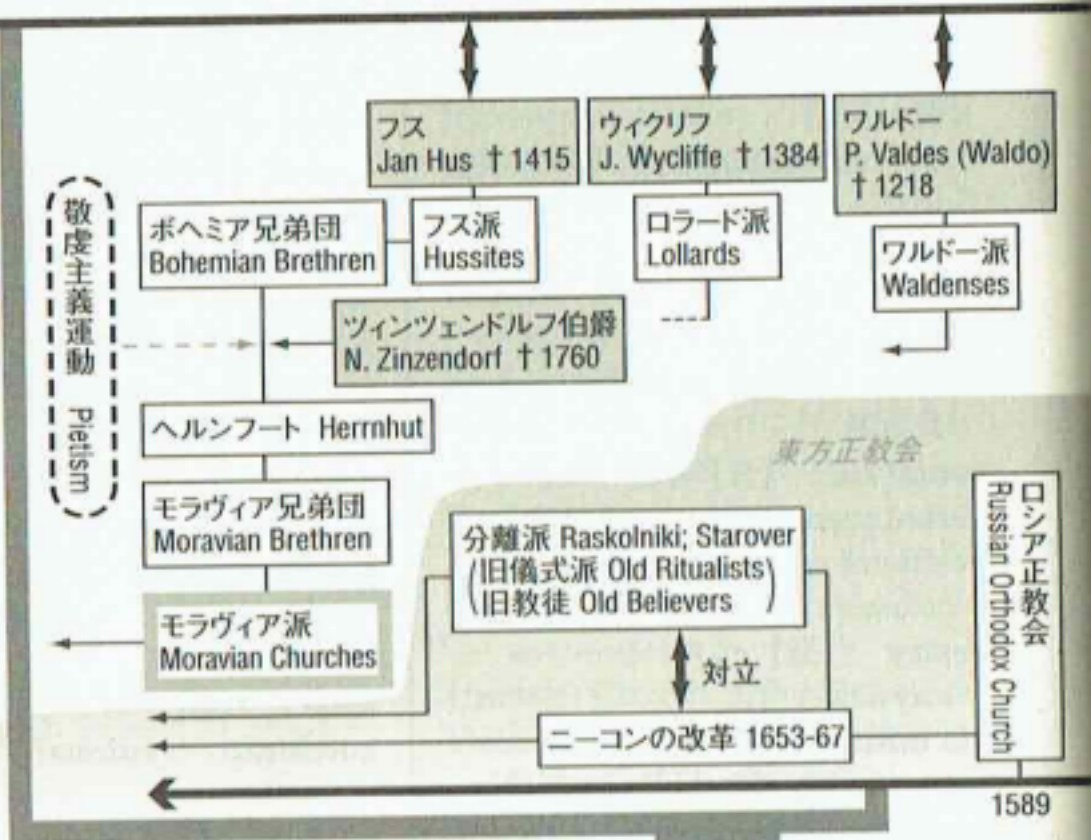 フス
Jan Hus † 1415
ウィクリフ
J. Wycliffe † 1384
ワルドー
P. Valdes (Waldo)
† 1218
敬虔主義運動 Pietism
ボヘミア兄弟団
Bohemian Brethren
フス派
Hussites
ロラード派
Lollards
ワルドー派
Waldenses
ツィンツェンドルフ伯爵
N. Zinzendorf † 1760
ヘルンフート Herrnhut
東方正教会
モラヴィア兄弟団
Moravian Brethren
分離派 Raskolniki; Starover
(旧儀式派 Old Ritualists
旧教徒 Old Believers)
ロシア正教会
Russian Orthodox Church
モラヴィア派
Moravian Churches
対立
ニーコンの改革 1653-67
1589